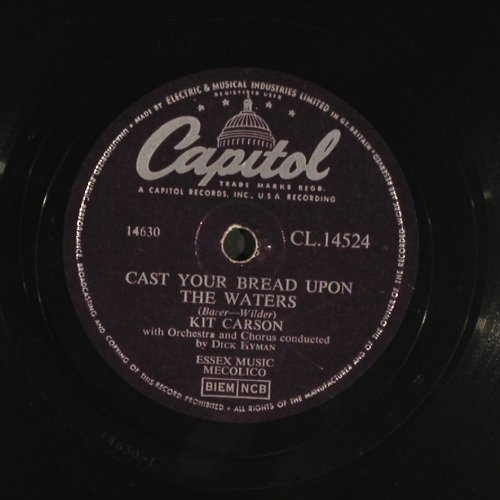 MADE BY ELECTRIC & MUSICAL INDUSTRIES LIMITED IN GT. BRITAIN
REGISTERED USER
Capitol
TRADE MARKS REGD.
A CAPITOL RECORDS, INC., U.S.A. RECORDING
14630
CL.14524
CAST YOUR BREAD UPON
THE WATERS
(Barer—Wilder)
KIT CARSON
with Orchestra and Chorus conducted
by DICK HYMAN
ESSEX MUSIC
MECOLICO
BIEM NCB
ALL RIGHTS OF THE MANUFACTURER AND OF THE OWNER OF THE RECORDED WORK RESERVED
UNAUTHORISED PUBLIC PERFORMANCE, BROADCASTING AND COPYING OF THIS RECORD PROHIBITED